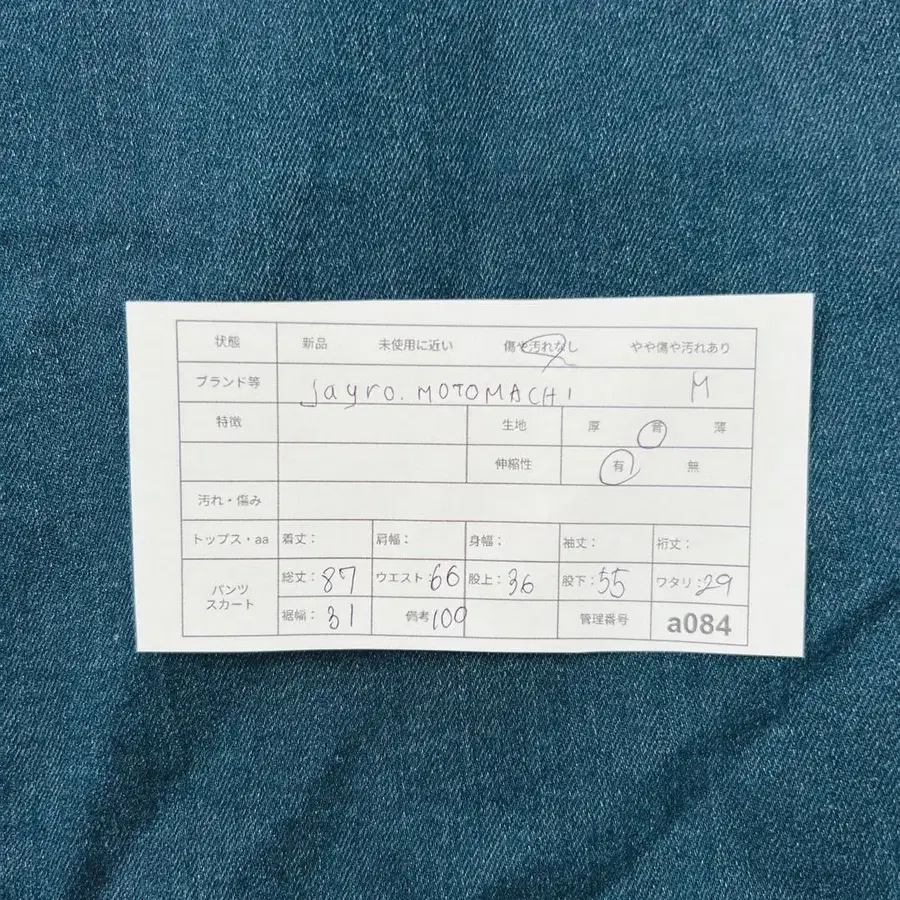 状態 新品 未使用に近い 傷や汚れなし やや傷や汚れあり
ブランド等 jayro. MOTOMACHI M
特徴 生地 厚 普 薄
伸縮性 有 無
汚れ・傷み
トップス・aa 着丈: 肩幅: 身幅: 袖丈: 裄丈:
パンツ スカート 総丈:87 ウエスト:66 股上:36 股下:55 ワタリ:29
裾幅:31 備考100 管理番号 a084